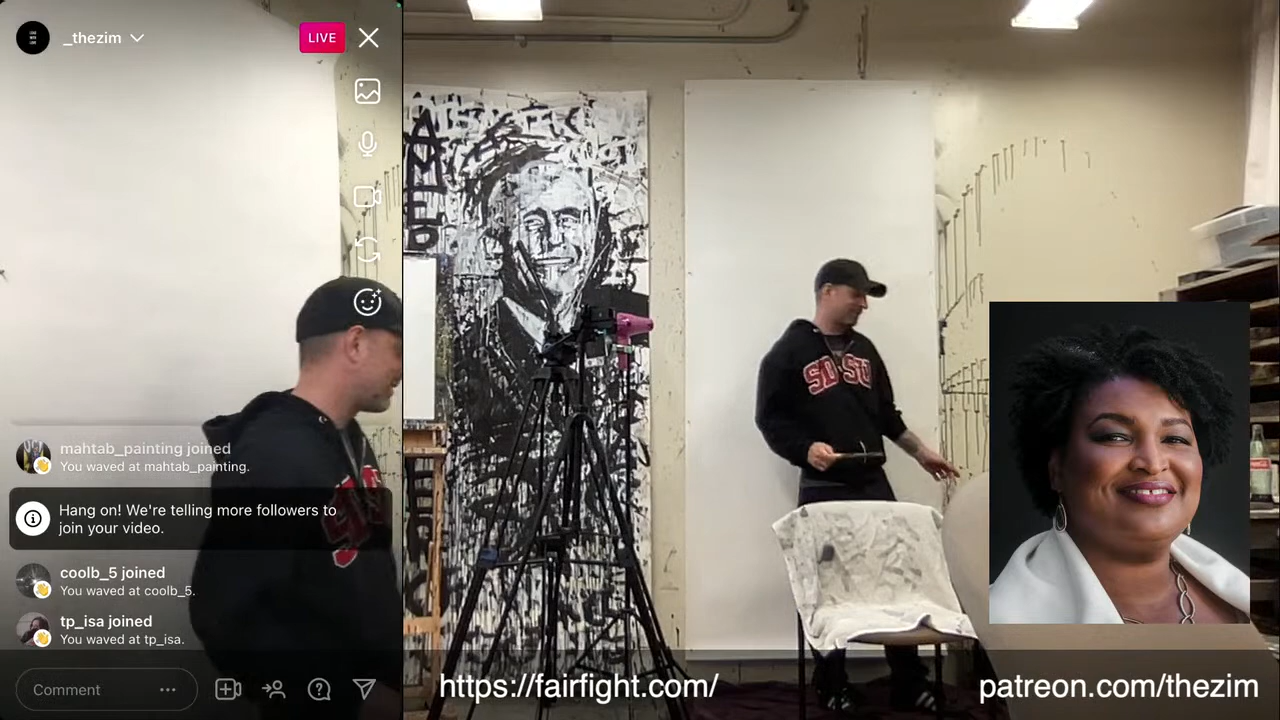 _thezim
LIVE
mahtab_painting joined
You waved at mahtab_painting.
Hang on! We're telling more followers to
join your video.
coolb_5 joined
You waved at coolb_5.
tp_isa joined
You waved at tp_isa.
Comment
SDSU
https://fairfight.com/
patreon.com/thezim